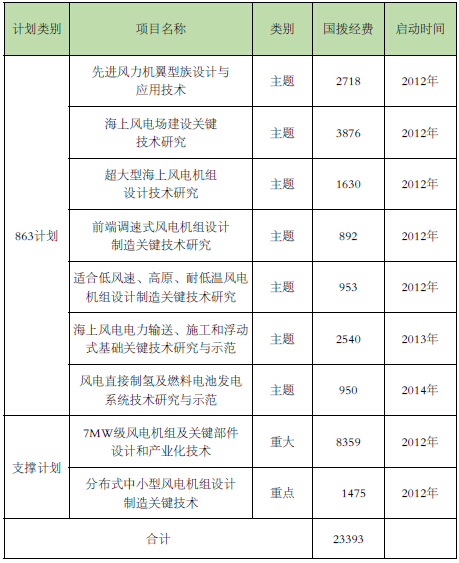 计划类别 项目名称 类别 国拨经费 启动时间
863计划
先进风力机翼型族设计与
应用技术
主题 2718 2012年
海上风电场建设关键
技术研究
主题 3876 2012年
超大型海上风电机组
设计技术研究
主题 1630 2012年
前端调速式风电机组设计
制造关键技术研究
主题 892 2012年
适合低风速、高原、耐低温风电
机组设计制造关键技术研究
主题 953 2012年
海上风电电力输送、施工和浮动
式基础关键技术研究与示范
主题 2540 2013年
风电直接制氢及燃料电池发电
系统技术研究与示范
主题 950 2014年
支撑计划
7MW级风电机组及关键部件
设计和产业化技术
重大 8359 2012年
分布式中小型风电机组设计
制造关键技术
重点 1475 2012年
合计 23393